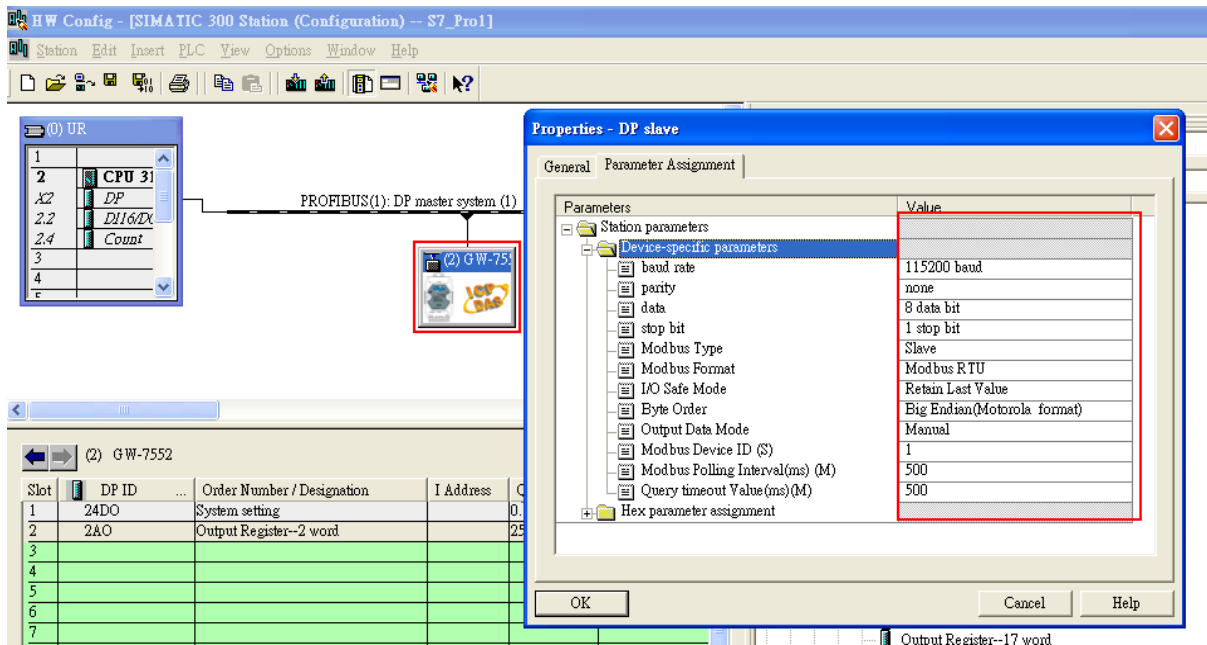 HW Config - [SIMATIC 300 Station (Configuration) -- S7_Pro1]
Station Edit Insert PLC View Options Window Help
(0) UR
1
2 CPU 31
X2 DP
2.2 DI16/DO
2.4 Count
3
4
PROFIBUS(1): DP master system (1)
(2) GW-755
ICP DAS
(2) GW-7552
Slot DP ID ... Order Number / Designation I Address Q
1 24DO System setting 0.
2 2AO Output Register--2 word 25
3
4
5
6
7
Properties - DP slave
General Parameter Assignment
Parameters Value
Station parameters
Device-specific parameters
baud rate 115200 baud
parity none
data 8 data bit
stop bit 1 stop bit
Modbus Type Slave
Modbus Format Modbus RTU
I/O Safe Mode Retain Last Value
Byte Order Big Endian(Motorola format)
Output Data Mode Manual
Modbus Device ID (S) 1
Modbus Polling Interval(ms) (M) 500
Query timeout Value(ms)(M) 500
Hex parameter assignment
OK Cancel Help
Output Register--17 word